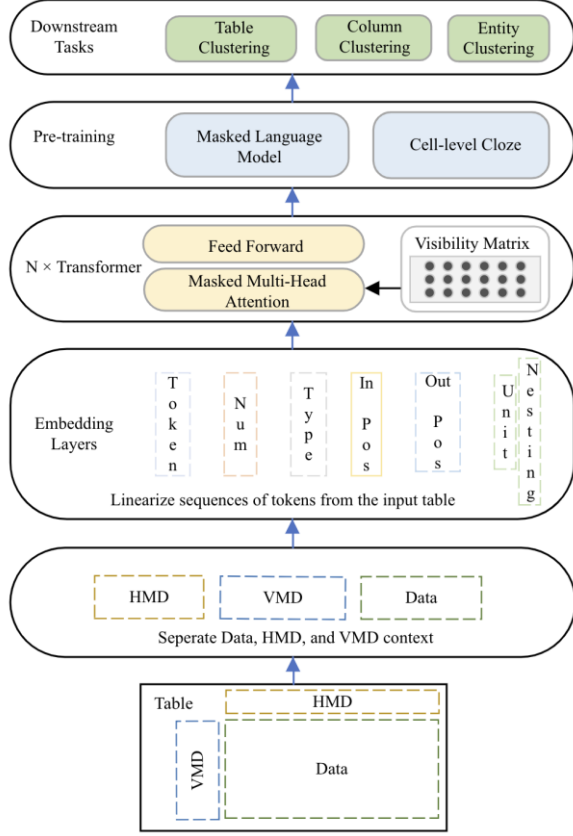 Downstream
Tasks
Table
Clustering
Column
Clustering
Entity
Clustering
Pre-training
Masked Language
Model
Cell-level Cloze
N × Transformer
Feed Forward
Masked Multi-Head
Attention
Visibility Matrix
Embedding
Layers
Token
Num
Type
In Pos
Out Pos
Unit
Nesting
Linearize sequences of tokens from the input table
HMD
VMD
Data
Seperate Data, HMD, and VMD context
Table
HMD
VMD
Data